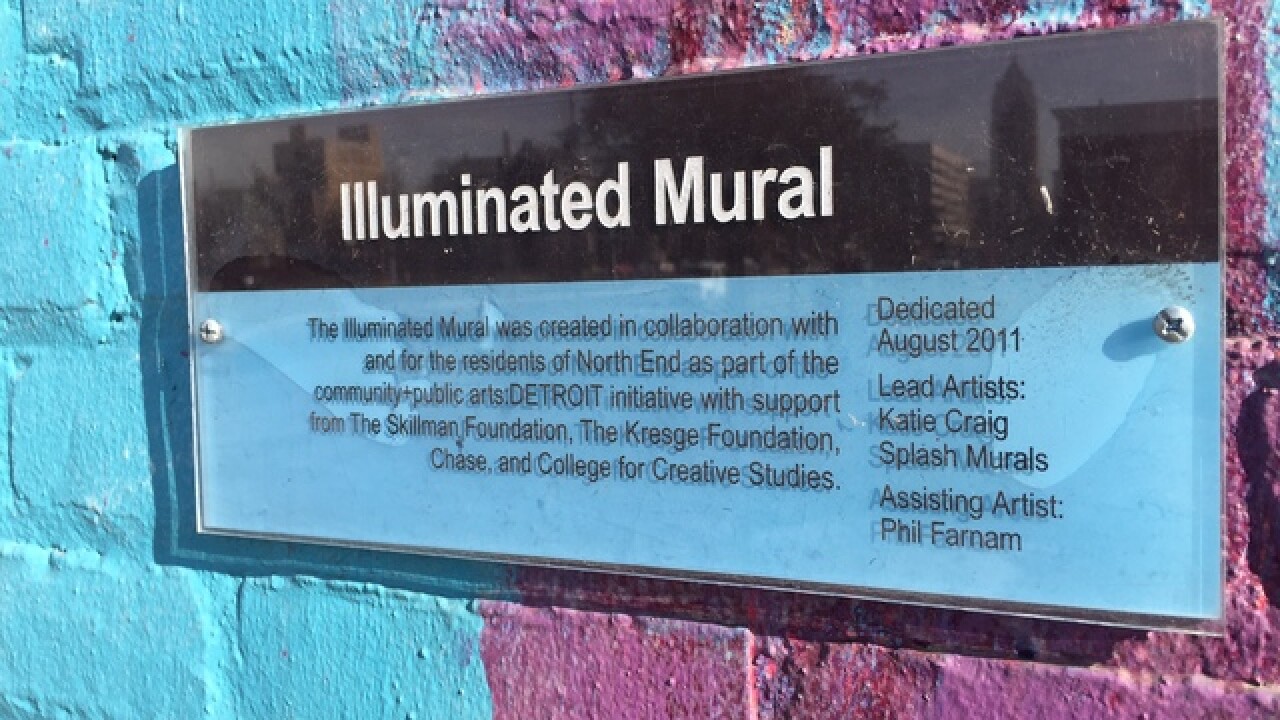 Illuminated Mural
The Illuminated Mural was created in collaboration with
and for the residents of North End as part of the
community+public arts:DETROIT initiative with support
from The Skillman Foundation, The Kresge Foundation,
Chase, and College for Creative Studies.
Dedicated
August 2011
Lead Artists:
Katie Craig
Splash Murals
Assisting Artist:
Phil Farnam